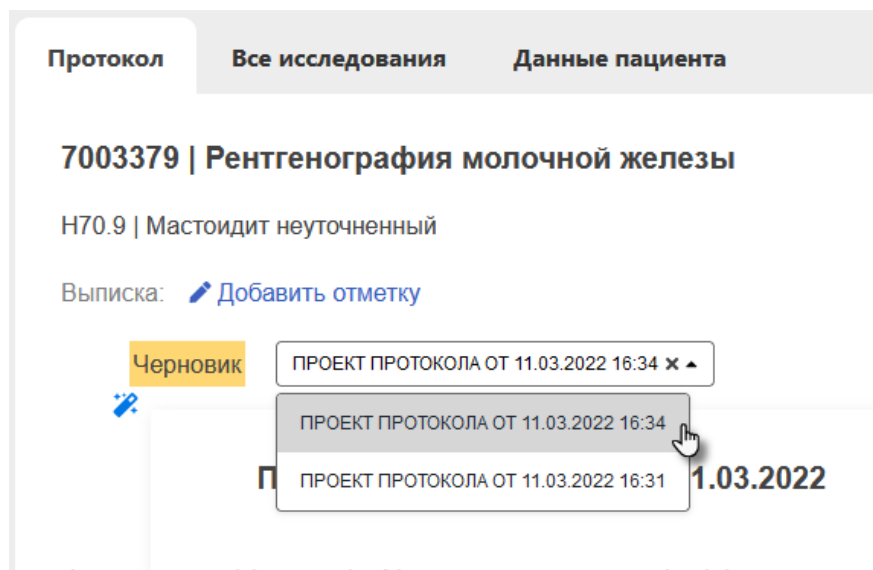 Протокол Все исследования Данные пациента
7003379 | Рентгенография молочной железы
H70.9 | Мастоидит неуточненный
Выписка: Добавить отметку
Черновик ПРОЕКТ ПРОТОКОЛА ОТ 11.03.2022 16:34
ПРОЕКТ ПРОТОКОЛА ОТ 11.03.2022 16:34
П ПРОЕКТ ПРОТОКОЛА ОТ 11.03.2022 16:31 1.03.2022